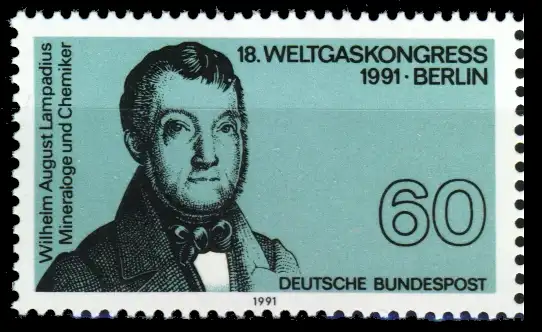 Wilhelm August Lampadius
Mineraloge und Chemiker
18. WELTGASKONGRESS
1991 · BERLIN
60
DEUTSCHE BUNDESPOST
1991